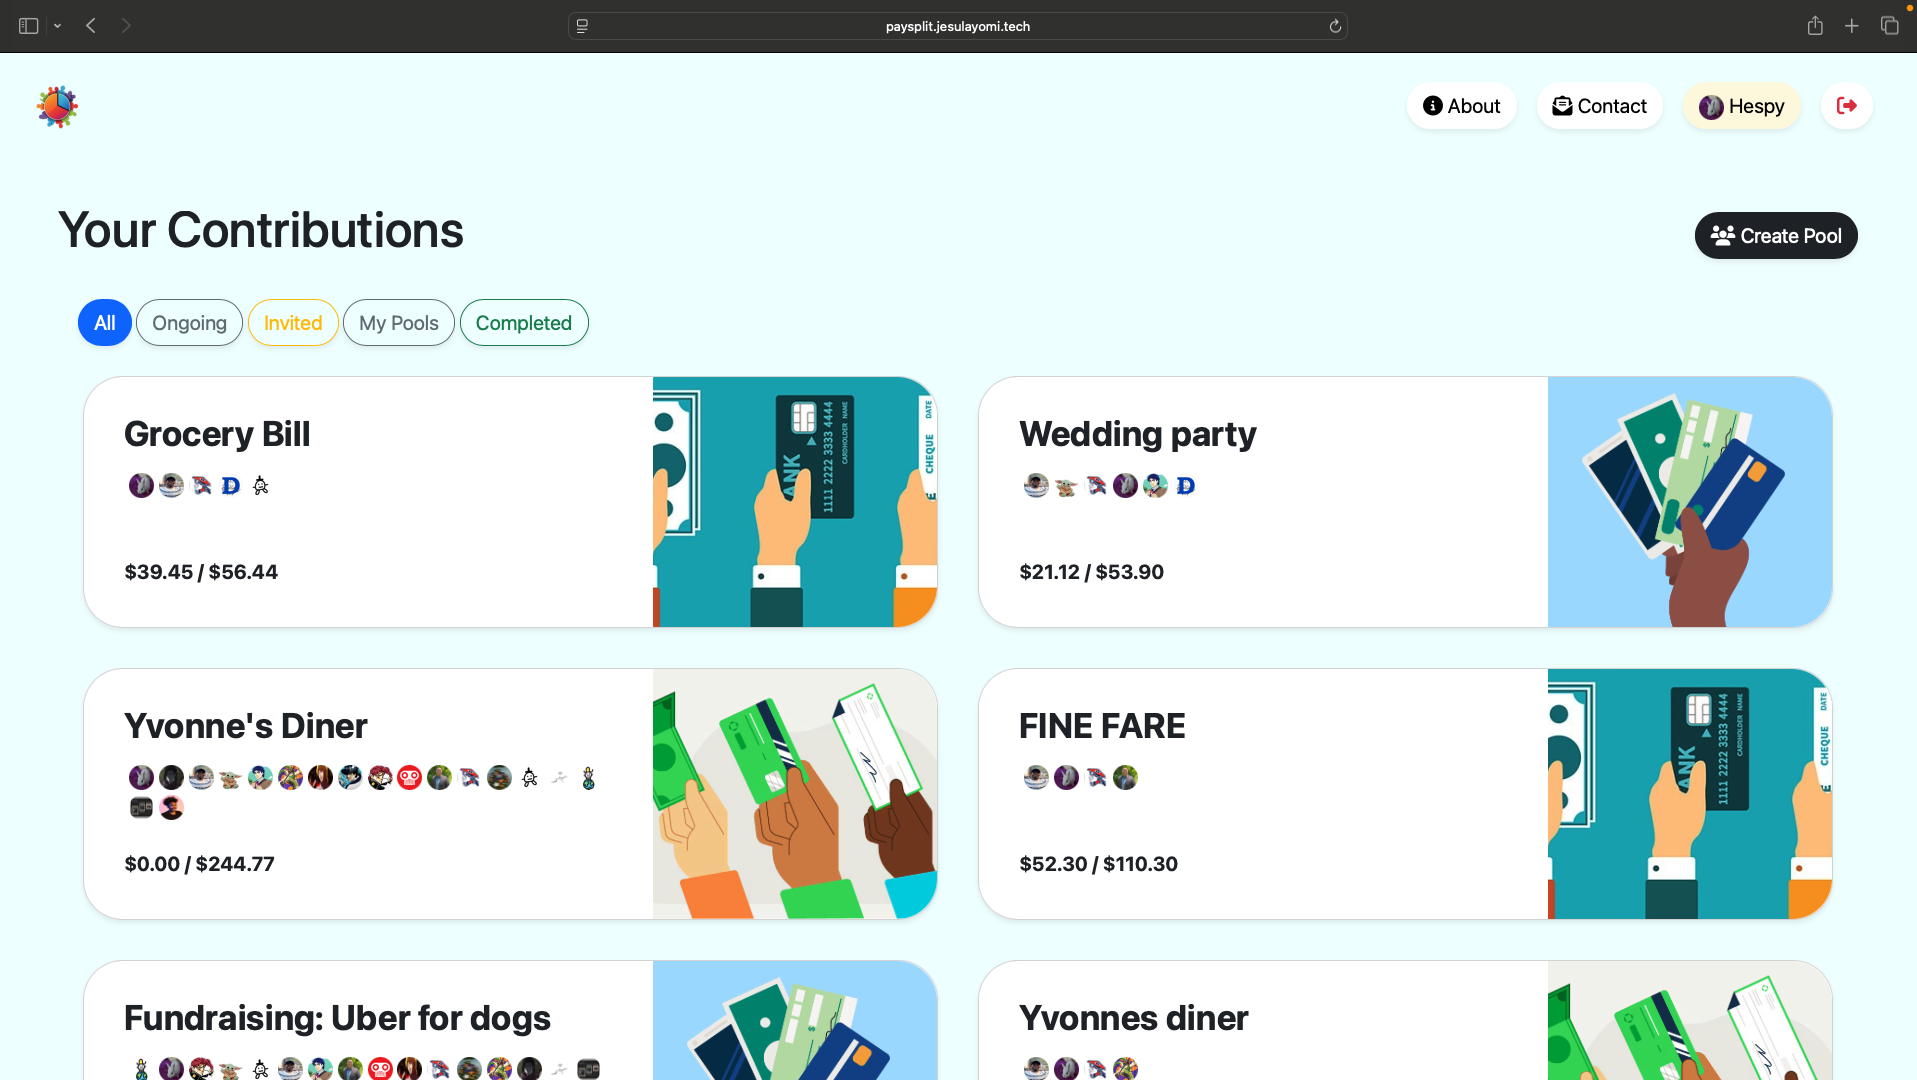 paysplit.jesulayomi.tech
About
Contact
Hespy
Your Contributions
Create Pool
All
Ongoing
Invited
My Pools
Completed
Grocery Bill
$39.45 / $56.44
ANK
1111 2222 3333 4444
CARDHOLDER NAME
CHEQUE
DATE
Wedding party
$21.12 / $53.90
Yvonne's Diner
$0.00 / $244.77
FINE FARE
$52.30 / $110.30
ANK
1111 2222 3333 4444
CARDHOLDER NAME
CHEQUE
DATE
Fundraising: Uber for dogs
Yvonnes diner